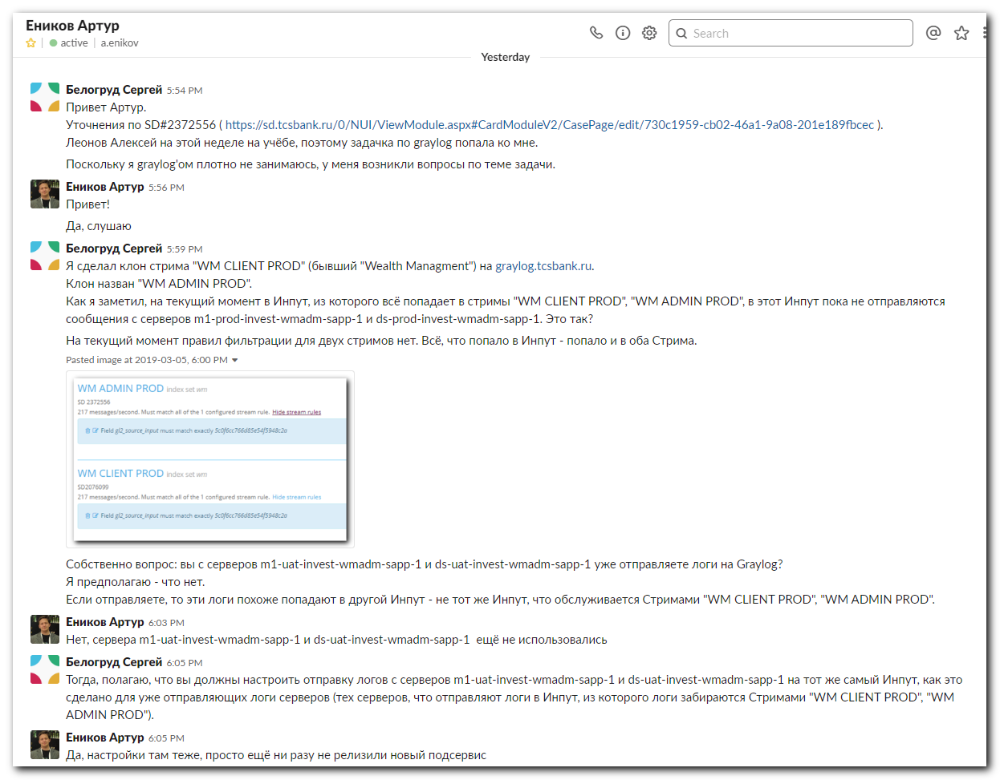 Еников Артур
active a.enikov
Search
Yesterday
Белогруд Сергей 5:54 PM
Привет Артур.
Уточнения по SD#2372556 ( https://sd.tcsbank.ru/0/NUI/ViewModule.aspx#CardModuleV2/CasePage/edit/730c1959-cb02-46a1-9a08-201e189fbcec ).
Леонов Алексей на этой неделе на учёбе, поэтому задачка по graylog попала ко мне.
Поскольку я graylog'ом плотно не занимаюсь, у меня возникли вопросы по теме задачи.
Еников Артур 5:56 PM
Привет!
Да, слушаю
Белогруд Сергей 5:59 PM
Я сделал клон стрима "WM CLIENT PROD" (бывший "Wealth Managment") на graylog.tcsbank.ru.
Клон назван "WM ADMIN PROD".
Как я заметил, на текущий момент в Инпут, из которого всё попадает в стримы "WM CLIENT PROD", "WM ADMIN PROD", в этот Инпут пока не отправляются
сообщения с серверов m1-prod-invest-wmadm-sapp-1 и ds-prod-invest-wmadm-sapp-1. Это так?
На текущий момент правил фильтрации для двух стримов нет. Всё, что попало в Инпут - попало и в оба Стрима.
Pasted image at 2019-03-05, 6:00 PM
WM ADMIN PROD index set wm
SD 2372556
217 messages/second. Must match all of the 1 configured stream rule. Hide stream rules
Field gl2_source_input must match exactly 5c0f6cc766d85e54f5948c2a
WM CLIENT PROD index set wm
SD2076099
217 messages/second. Must match all of the 1 configured stream rule. Hide stream rules
Field gl2_source_input must match exactly 5c0f6cc766d85e54f5948c2a
Собственно вопрос: вы с серверов m1-uat-invest-wmadm-sapp-1 и ds-uat-invest-wmadm-sapp-1 уже отправляете логи на Graylog?
Я предполагаю - что нет.
Если отправляете, то эти логи похоже попадают в другой Инпут - не тот же Инпут, что обслуживается Стримами "WM CLIENT PROD", "WM ADMIN PROD".
Еников Артур 6:03 PM
Нет, сервера m1-uat-invest-wmadm-sapp-1 и ds-uat-invest-wmadm-sapp-1 ещё не использовались
Белогруд Сергей 6:05 PM
Тогда, полагаю, что вы должны настроить отправку логов с серверов m1-uat-invest-wmadm-sapp-1 и ds-uat-invest-wmadm-sapp-1 на тот же самый Инпут, как это
сделано для уже отправляющих логи серверов (тех серверов, что отправляют логи в Инпут, из которого логи забираются Стримами "WM CLIENT PROD", "WM
ADMIN PROD").
Еников Артур 6:05 PM
Да, настройки там теже, просто ещё ни разу не релизили новый подсервис